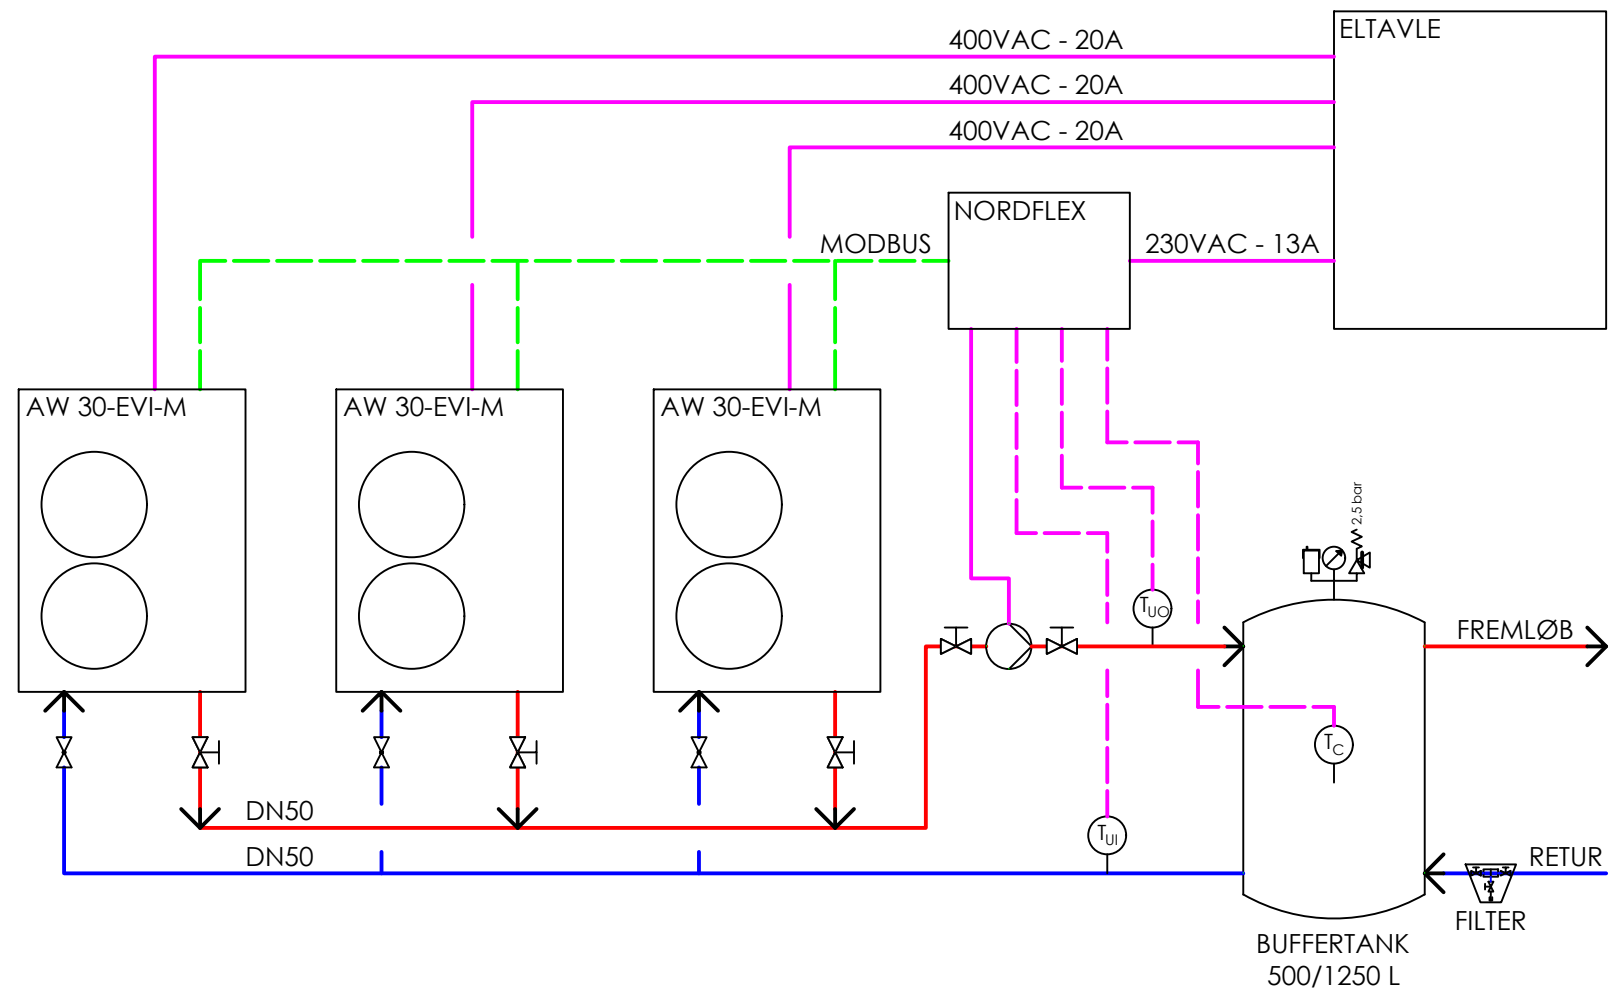 ELTAVLE
400VAC - 20A
400VAC - 20A
400VAC - 20A
NORDFLEX
MODBUS
230VAC - 13A
AW 30-EVI-M
AW 30-EVI-M
AW 30-EVI-M
2,5 bar
TUO
FREMLØB
TC
DN50
TUI
DN50
RETUR
FILTER
BUFFERTANK
500/1250 L